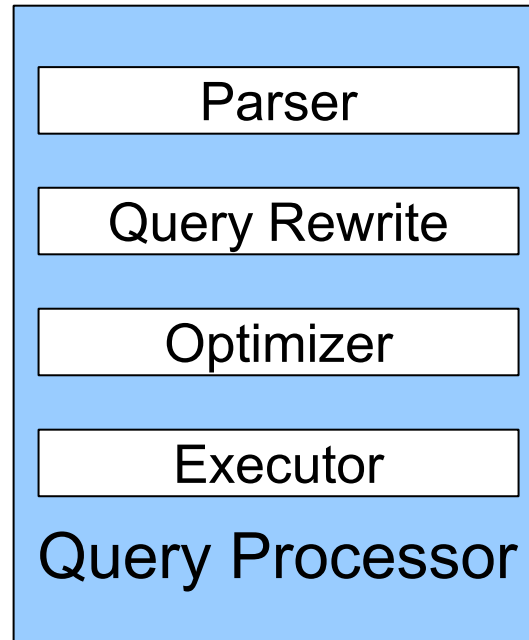 Parser
Query Rewrite
Optimizer
Executor
Query Processor